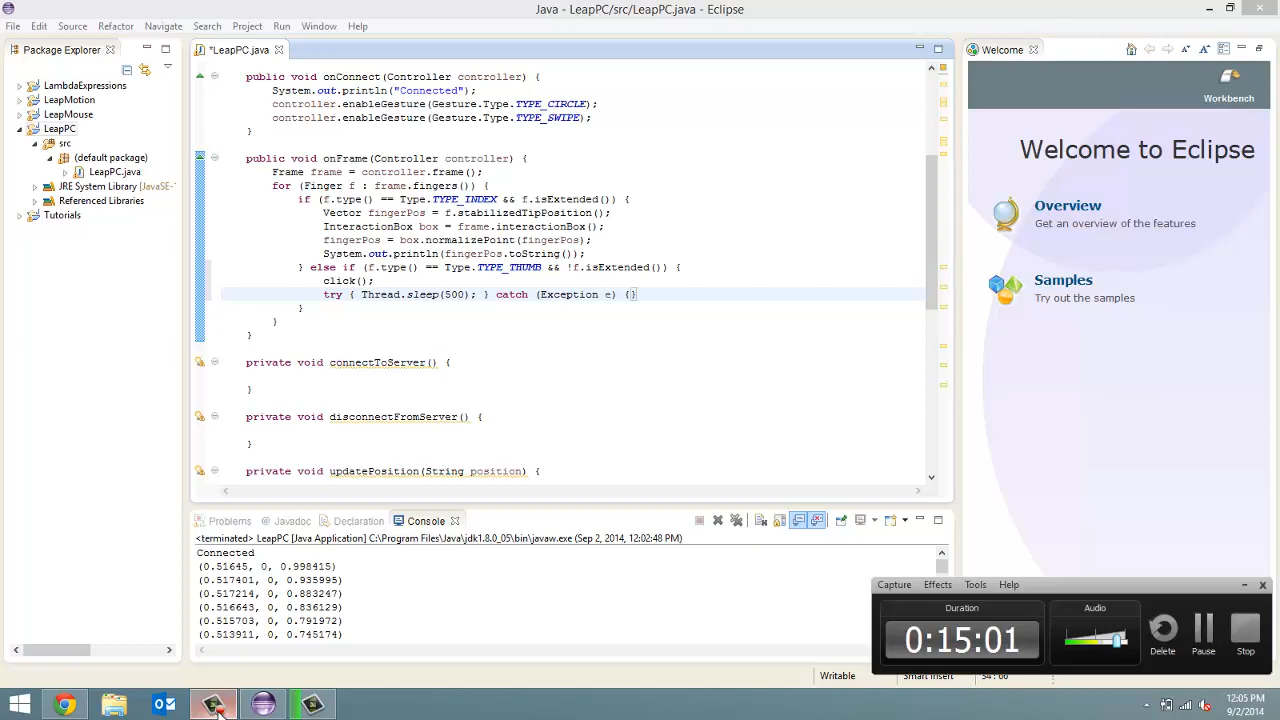 Java - LeapPC/src/LeapPC.java - Eclipse
File Edit Source Refactor Navigate Search Project Run Window Help
Package Explorer
*LeapPC.java
Welcome
LambdaExpressions
LeapMotion
LeapMouse
LeapPC
src
(default package)
LeapPC.java
JRE System Library [JavaSE-
Referenced Libraries
Tutorials
public void onConnect(Controller controller) {
System.out.println("Connected");
controller.enableGesture(Gesture.Type.TYPE_CIRCLE);
controller.enableGesture(Gesture.Type.TYPE_SWIPE);
}
public void onFrame(Controller controller) {
Frame frame = controller.frame();
for (Finger f : frame.fingers()) {
if (f.type() == Type.TYPE_INDEX && f.isExtended()) {
Vector fingerPos = f.stabilizedTipPosition();
InteractionBox box = frame.interactionBox();
fingerPos = box.normalizePoint(fingerPos);
System.out.println(fingerPos.toString());
} else if (f.type() == Type.TYPE_THUMB && !f.isExtended()) {
click();
try { Thread.sleep(500); } catch (Exception e) {}
}
}
}
private void connectToServer() {
}
private void disconnectFromServer() {
}
private void updatePosition(String position) {
Workbench
Welcome to Eclipse
Overview
Get an overview of the features
Samples
Try out the samples
Problems Javadoc Declaration Console
<terminated> LeapPC [Java Application] C:\Program Files\Java\jdk1.8.0_05\bin\javaw.exe (Sep 2, 2014, 12:02:48 PM)
Connected
(0.51645, 0, 0.998415)
(0.517401, 0, 0.935995)
(0.517214, 0, 0.883247)
(0.516643, 0, 0.836129)
(0.515703, 0, 0.791972)
(0.513911, 0, 0.745174)
Capture Effects Tools Help
Duration
0:15:01
Audio
Delete
Pause
Stop
Writable
Smart Insert
12:05 PM
9/2/2014